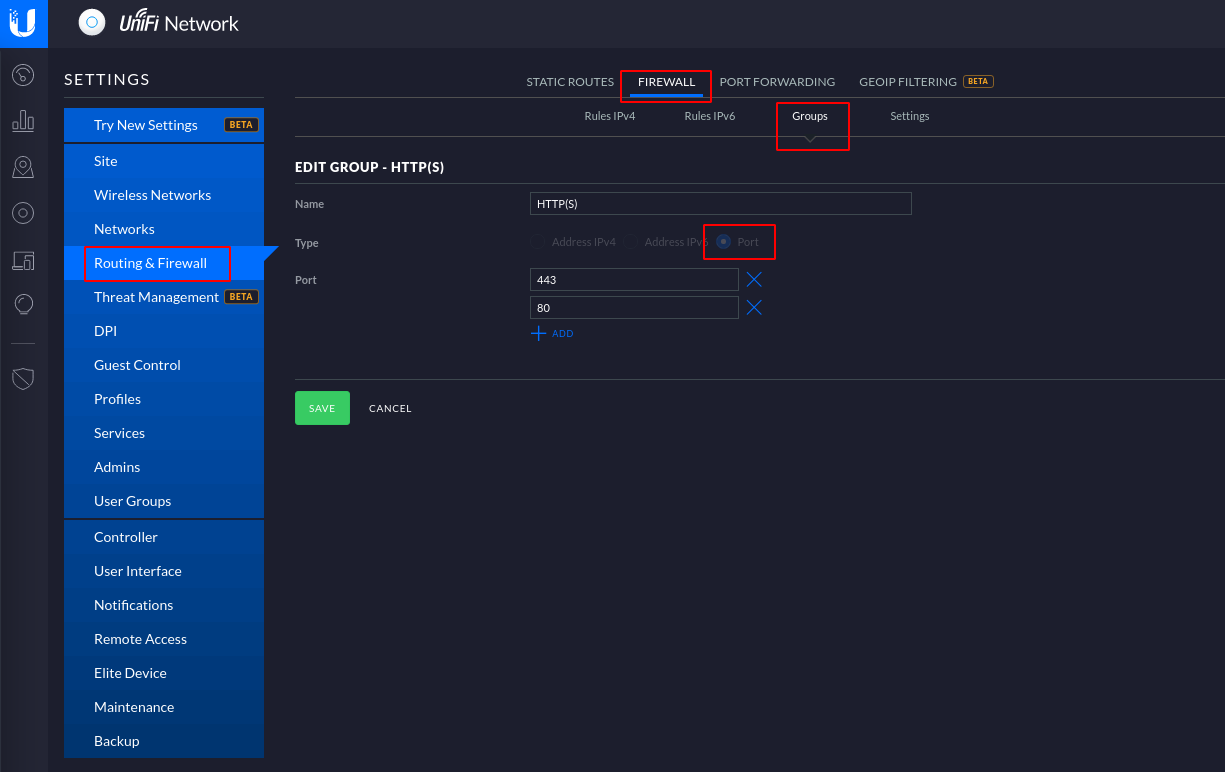 UniFi Network
SETTINGS
Try New Settings BETA
Site
Wireless Networks
Networks
Routing & Firewall
Threat Management BETA
DPI
Guest Control
Profiles
Services
Admins
User Groups
Controller
User Interface
Notifications
Remote Access
Elite Device
Maintenance
Backup
STATIC ROUTES FIREWALL PORT FORWARDING GEOIP FILTERING BETA
Rules IPv4 Rules IPv6 Groups Settings
EDIT GROUP - HTTP(S)
Name HTTP(S)
Type Address IPv4 Address IPv6 Port
Port 443
80
ADD
SAVE CANCEL